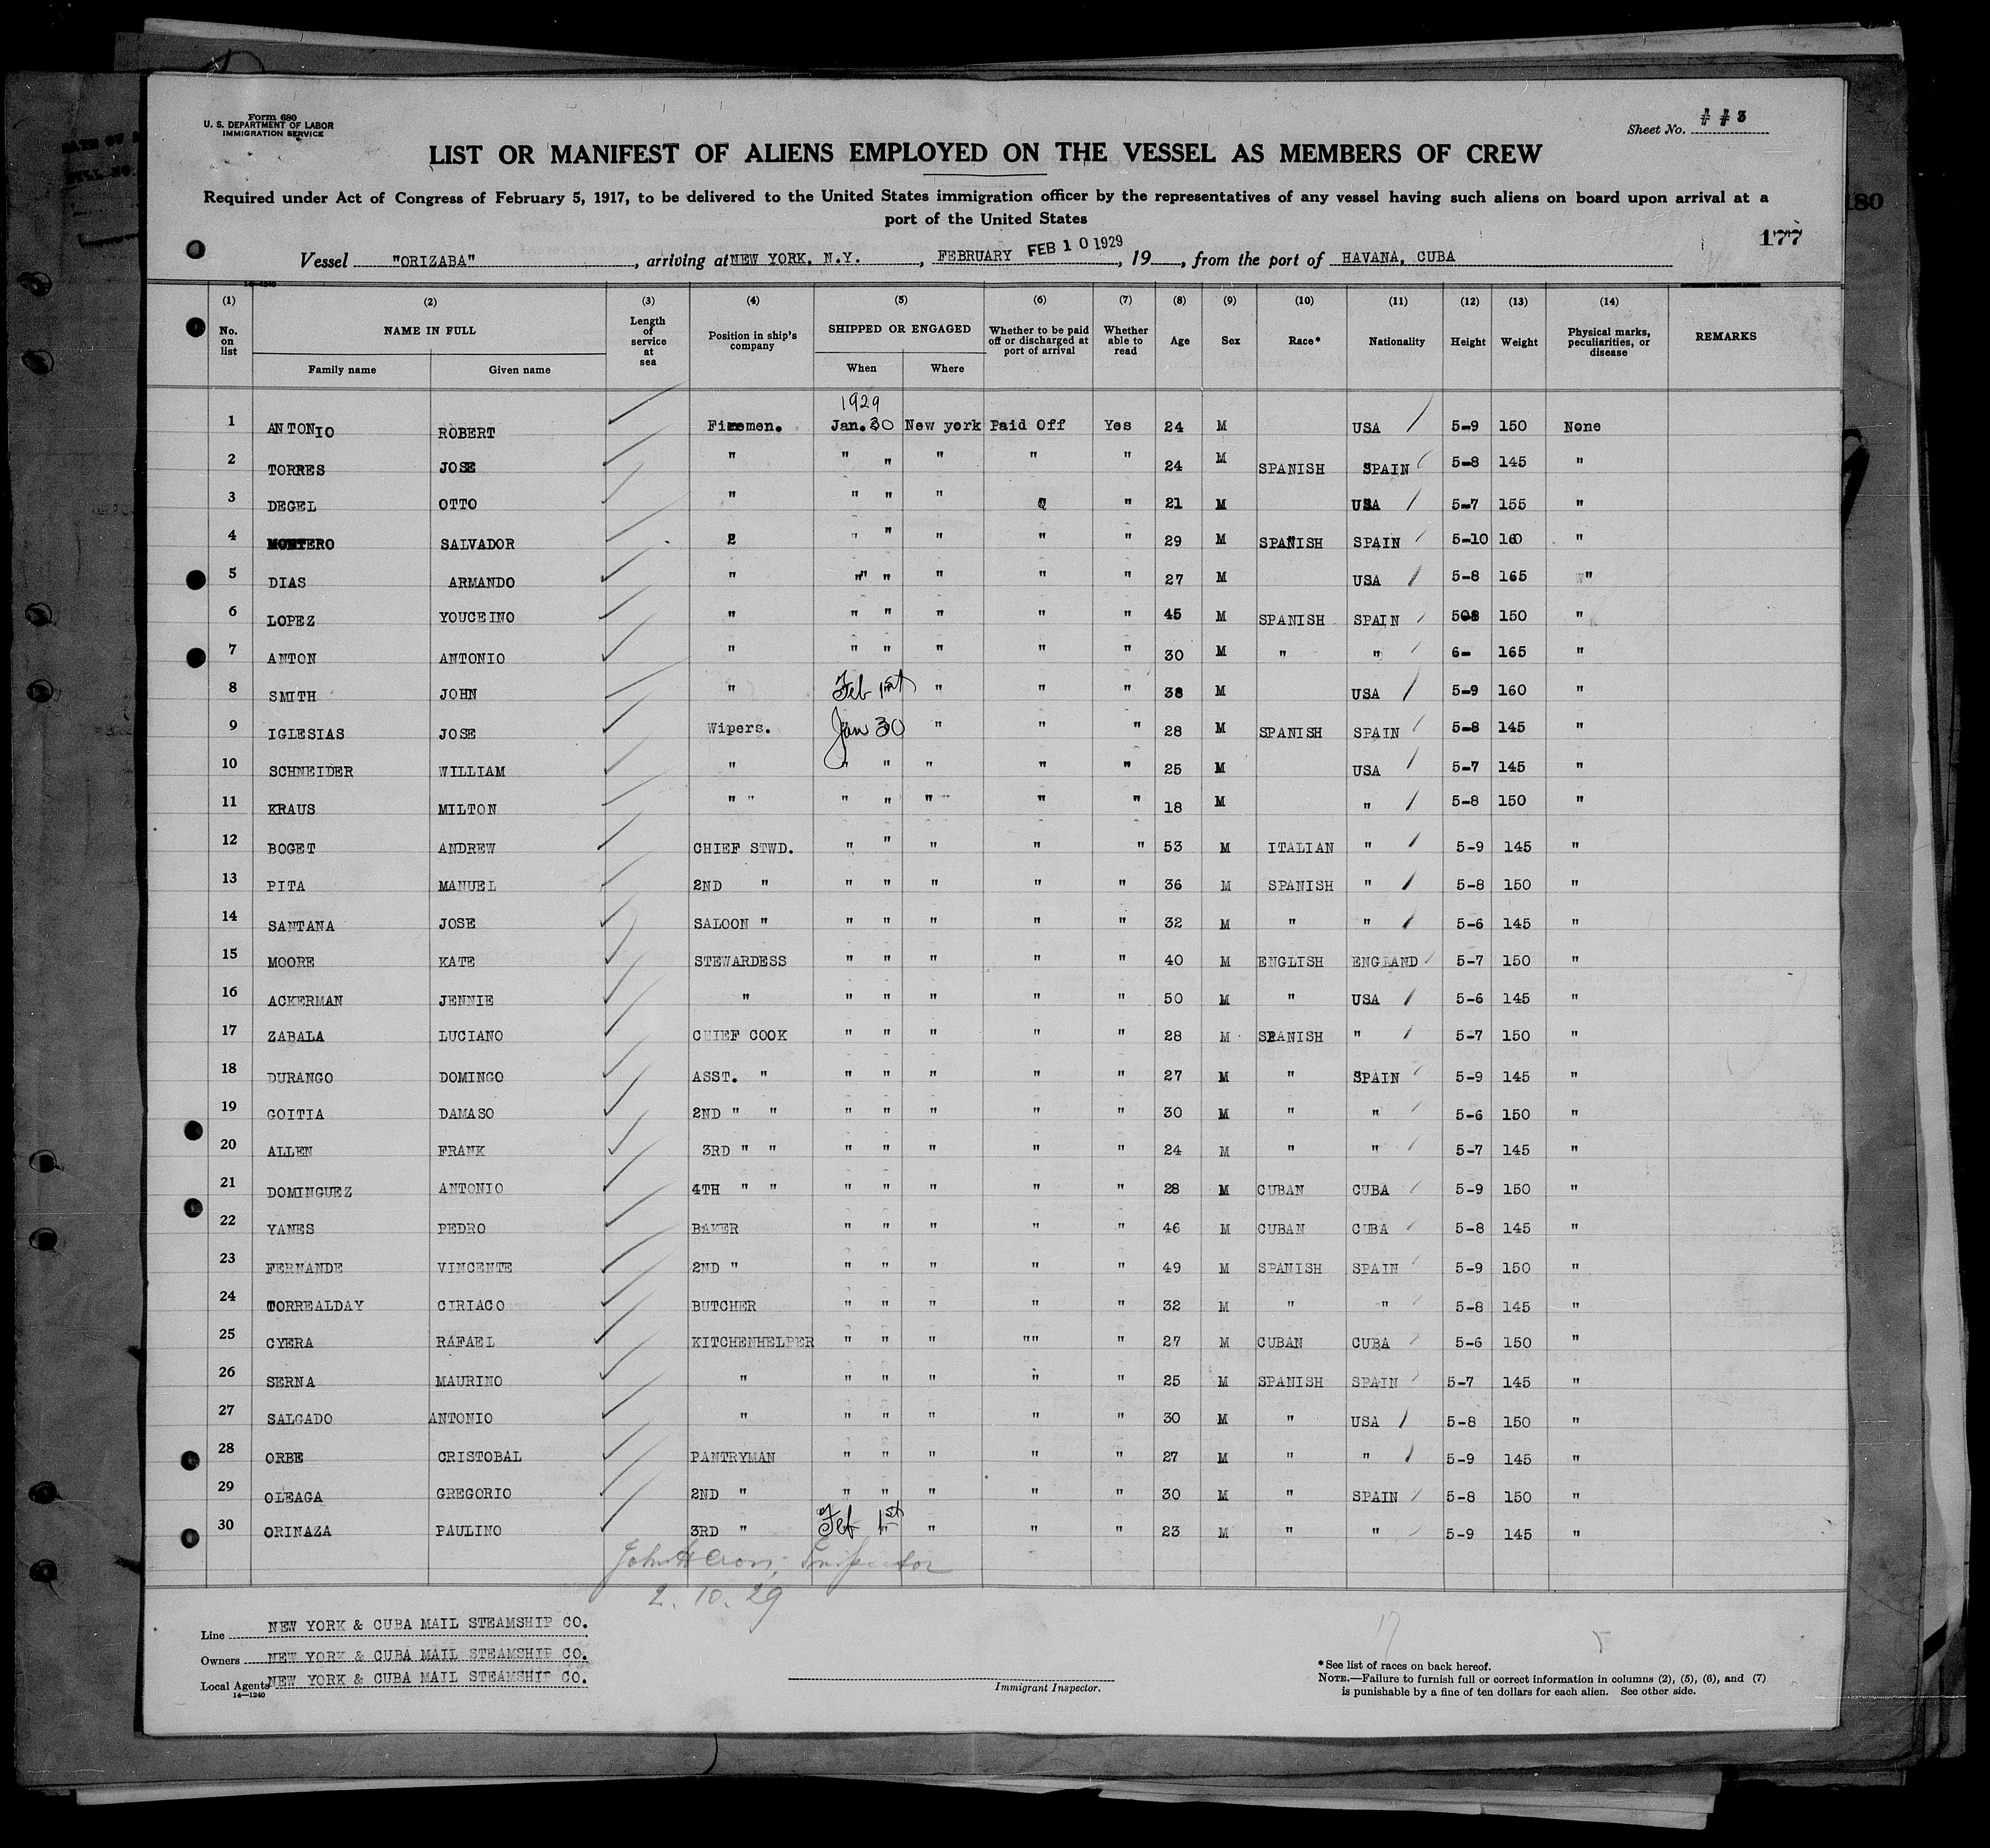 Form 680
U. S. DEPARTMENT OF LABOR
IMMIGRATION SERVICE
Sheet No. # # 3
LIST OR MANIFEST OF ALIENS EMPLOYED ON THE VESSEL AS MEMBERS OF CREW
Required under Act of Congress of February 5, 1917, to be delivered to the United States immigration officer by the representatives of any vessel having such aliens on board upon arrival at a
port of the United States
180
177
Vessel "ORIZABA", arriving at NEW YORK, N.Y., FEBRUARY FEB 10 1929, 19, from the port of HAVANA, CUBA
14—1240
(1) (2) (3) (4) (5) (6) (7) (8) (9) (10) (11) (12) (13) (14)
No. on list NAME IN FULL Family name Given name Length of service at sea Position in ship's company SHIPPED OR ENGAGED When Where Whether to be paid off or discharged at port of arrival Whether able to read Age Sex Race* Nationality Height Weight Physical marks, peculiarities, or disease REMARKS
1929
1 ANTONIO ROBERT Firemen. Jan. 30 New york Paid Off Yes 24 M USA 5-9 150 None
2 TORRES JOSE " " " " " " 24 M SPANISH SPAIN 5-8 145 "
3 DEGEL OTTO " " " " " 21 M USA 5-7 155 "
4 MONTERO SALVADOR 2 " " " " " 29 M SPANISH SPAIN 5-10 160 "
5 DIAS ARMANDO " "" " " " " 27 M USA 5-8 165 "
6 LOPEZ YOUCEINO " " " " " " 45 M SPANISH SPAIN 508 150 "
7 ANTON ANTONIO " " " " " " 30 M " " 6- 165 "
8 SMITH JOHN " Feb 1st " " " 38 M USA 5-9 160 "
9 IGLESIAS JOSE Wipers. Jan 30 " " " 28 M SPANISH SPAIN 5-8 145 "
10 SCHNEIDER WILLIAM " " " " " " 25 M USA 5-7 145 "
11 KRAUS MILTON " " " " " " " 18 M " 5-8 150 "
12 BOGET ANDREW CHIEF STWD. " " " " " 53 M ITALIAN " 5-9 145 "
13 PITA MANUEL 2ND " " " " " " 36 M SPANISH " 5-8 150 "
14 SANTANA JOSE SALOON " " " " " " 32 M " " 5-6 145 "
15 MOORE KATE STEWARDESS " " " " " 40 M ENGLISH ENGLAND 5-7 150 "
16 ACKERMAN JENNIE " " " " " " 50 M " USA 5-6 145 "
17 ZABALA LUCIANO CHIEF COOK " " " " " 28 M SPANISH " 5-7 150 "
18 DURANGO DOMINGO ASST. " " " " " " 27 M " SPAIN 5-9 145 "
19 GOITIA DAMASO 2ND " " " " " " " 30 M " " 5-6 150 "
20 ALLEN FRANK 3RD " " " " " " " 24 M " " 5-7 145 "
21 DOMINGUEZ ANTONIO 4TH " " " " " " " 28 M CUBAN CUBA 5-9 150 "
22 YANES PEDRO BAKER " " " " " 46 M CUBAN CUBA 5-8 145 "
23 FERNANDE VINCENTE 2ND " " " " " " 49 M SPANISH SPAIN 5-9 150 "
24 TORREALDAY CIRIACO BUTCHER " " " " " 32 M " " 5-8 145 "
25 CYERA RAFAEL KITCHENHELPER " " " "" " 27 M CUBAN CUBA 5-6 150 "
26 SERNA MAURINO " " " " " " 25 M SPANISH SPAIN 5-7 145 "
27 SALGADO ANTONIO " " " " " " 30 M " USA 5-8 150 "
28 ORBE CRISTOBAL PANTRYMAN " " " " " 27 M " " 5-9 145 "
29 OLEAGA GREGORIO 2ND " " " " " " 30 M " SPAIN 5-8 150 "
30 ORINAZA PAULINO 3RD " Feb 1st " " " 23 M " " 5-9 145 "
John H Inspector
2. 10. 29
Line NEW YORK & CUBA MAIL STEAMSHIP CO.
Owners NEW YORK & CUBA MAIL STEAMSHIP CO.
Local Agents NEW YORK & CUBA MAIL STEAMSHIP CO.
14—1240
Immigrant Inspector.
17
*See list of races on back hereof.
NOTE.—Failure to furnish full or correct information in columns (2), (5), (6), and (7)
is punishable by a fine of ten dollars for each alien. See other side.